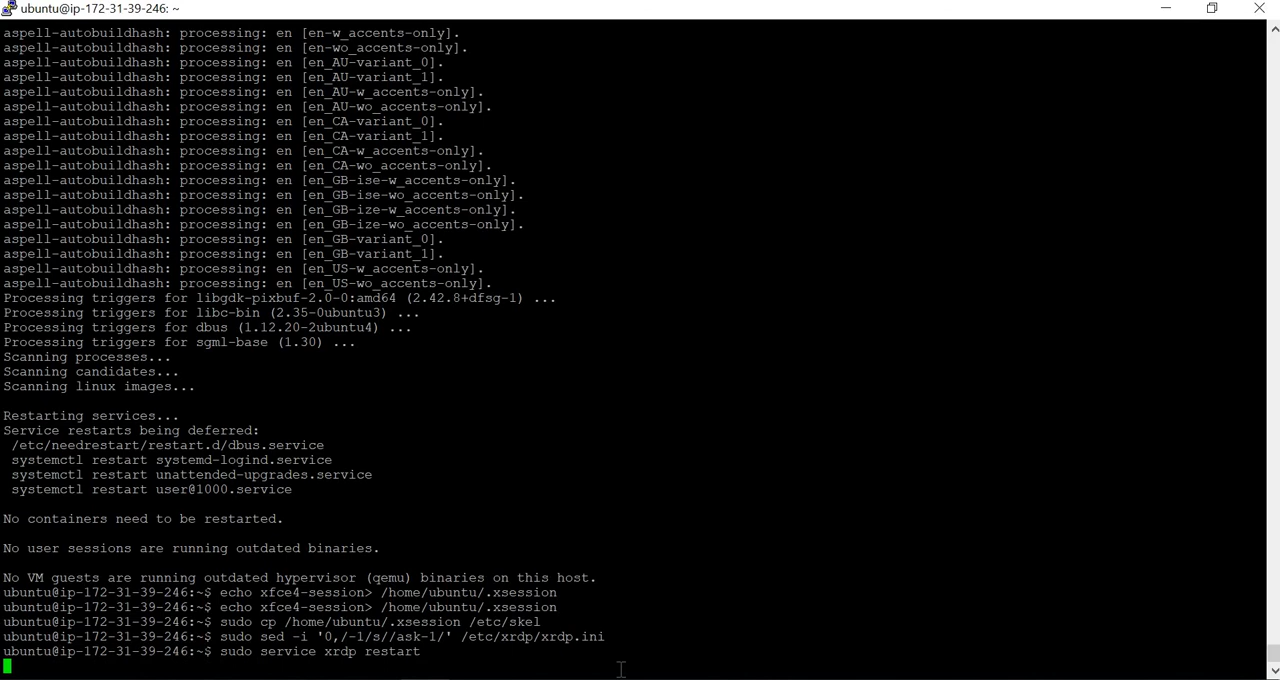 ubuntu@ip-172-31-39-246: ~
aspell-autobuildhash: processing: en [en-w_accents-only].
aspell-autobuildhash: processing: en [en-wo_accents-only].
aspell-autobuildhash: processing: en [en_AU-variant_0].
aspell-autobuildhash: processing: en [en_AU-variant_1].
aspell-autobuildhash: processing: en [en_AU-w_accents-only].
aspell-autobuildhash: processing: en [en_AU-wo_accents-only].
aspell-autobuildhash: processing: en [en_CA-variant_0].
aspell-autobuildhash: processing: en [en_CA-variant_1].
aspell-autobuildhash: processing: en [en_CA-w_accents-only].
aspell-autobuildhash: processing: en [en_CA-wo_accents-only].
aspell-autobuildhash: processing: en [en_GB-ise-w_accents-only].
aspell-autobuildhash: processing: en [en_GB-ise-wo_accents-only].
aspell-autobuildhash: processing: en [en_GB-ize-w_accents-only].
aspell-autobuildhash: processing: en [en_GB-ize-wo_accents-only].
aspell-autobuildhash: processing: en [en_GB-variant_0].
aspell-autobuildhash: processing: en [en_GB-variant_1].
aspell-autobuildhash: processing: en [en_US-w_accents-only].
aspell-autobuildhash: processing: en [en_US-wo_accents-only].
Processing triggers for libgdk-pixbuf-2.0-0:amd64 (2.42.8+dfsg-1) ...
Processing triggers for libc-bin (2.35-0ubuntu3) ...
Processing triggers for dbus (1.12.20-2ubuntu4) ...
Processing triggers for sgml-base (1.30) ...
Scanning processes...
Scanning candidates...
Scanning linux images...
Restarting services...
Service restarts being deferred:
/etc/needrestart/restart.d/dbus.service
systemctl restart systemd-logind.service
systemctl restart unattended-upgrades.service
systemctl restart user@1000.service
No containers need to be restarted.
No user sessions are running outdated binaries.
No VM guests are running outdated hypervisor (qemu) binaries on this host.
ubuntu@ip-172-31-39-246:~$ echo xfce4-session> /home/ubuntu/.xsession
ubuntu@ip-172-31-39-246:~$ echo xfce4-session> /home/ubuntu/.xsession
ubuntu@ip-172-31-39-246:~$ sudo cp /home/ubuntu/.xsession /etc/skel
ubuntu@ip-172-31-39-246:~$ sudo sed -i '0,/-1/s//ask-1/' /etc/xrdp/xrdp.ini
ubuntu@ip-172-31-39-246:~$ sudo service xrdp restart